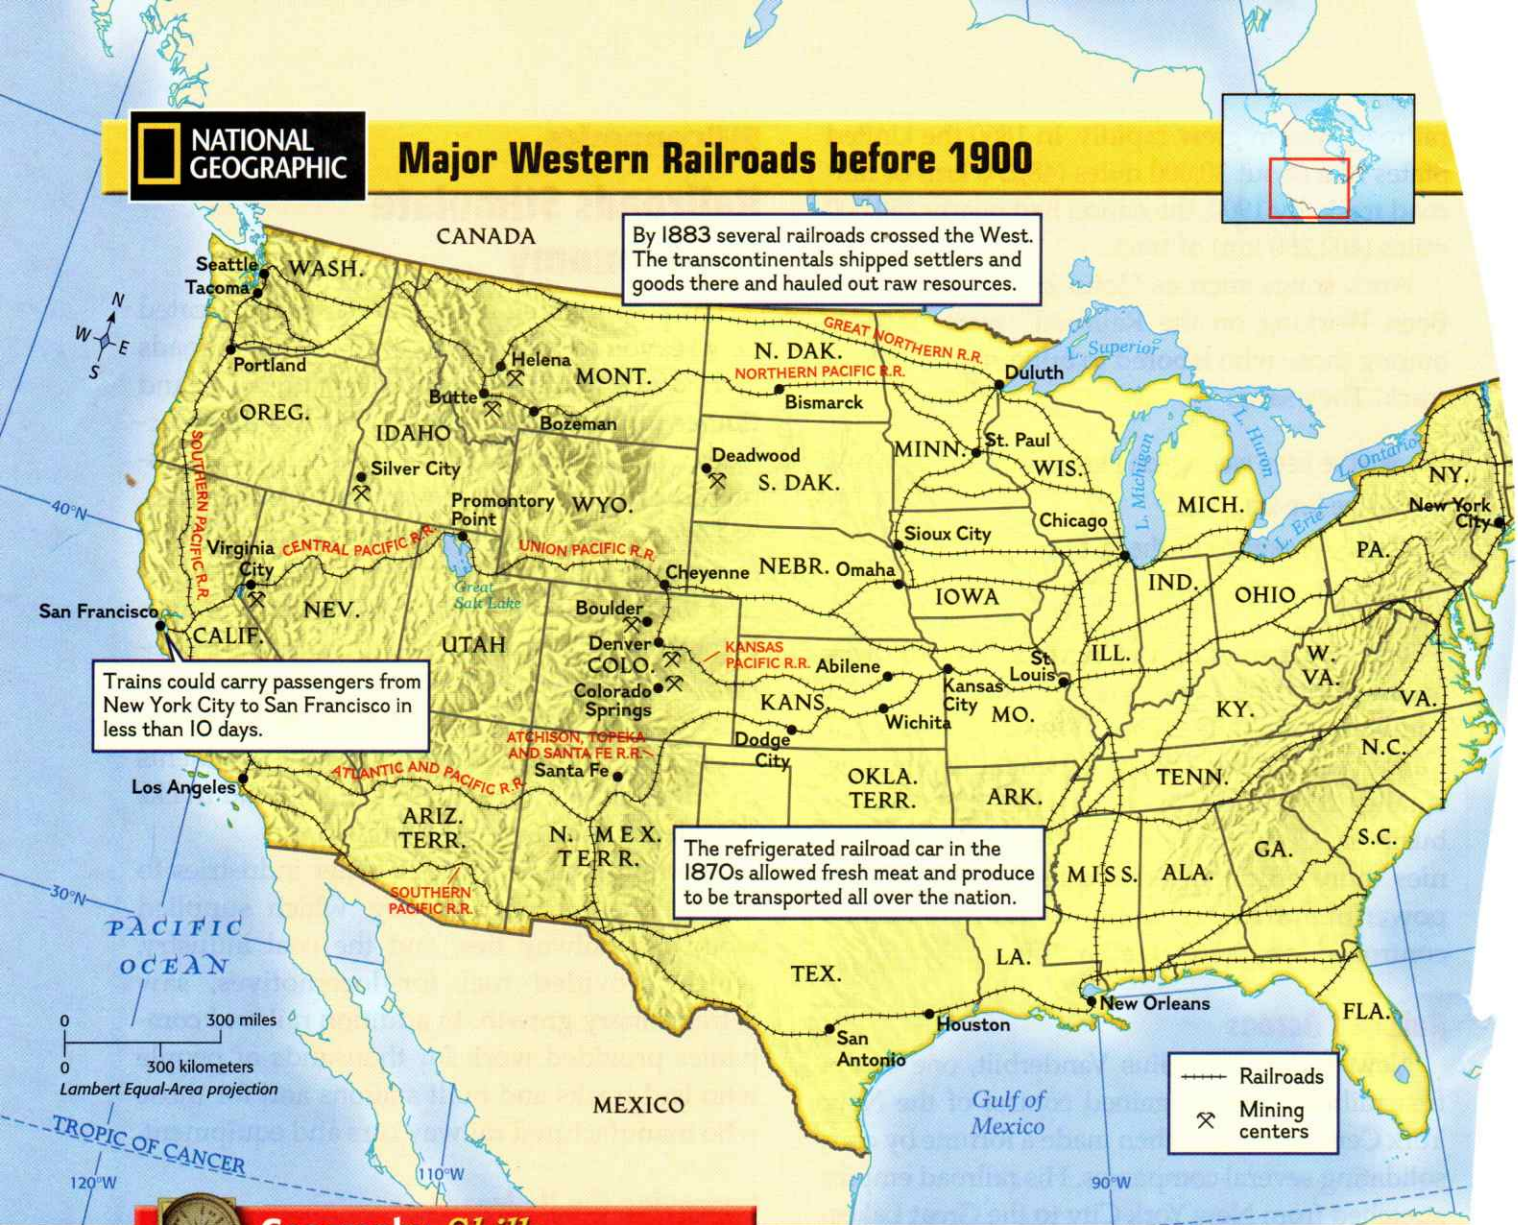 NATIONAL
GEOGRAPHIC
Major Western Railroads before 1900
CANADA
By 1883 several railroads crossed the West.
The transcontinentals shipped settlers and
goods there and hauled out raw resources.
Seattle
WASH.
Tacoma
N
W
E
S
Portland
OREG.
Helena
MONT.
Butte
Bozeman
IDAHO
Silver City
N. DAK.
GREAT NORTHERN R.R.
NORTHERN PACIFIC R.R.
Bismarck
Duluth
L. Superior
MINN.
St. Paul
WIS.
L. Michigan
L. Huron
L. Ontario
L. Erie
MICH.
NY.
New York
City
PA.
Deadwood
S. DAK.
Promontory
Point
WYO.
SOUTHERN PACIFIC R.R.
40°N
Virginia
City
CENTRAL PACIFIC R.R.
UNION PACIFIC R.R.
Great
Salt Lake
Cheyenne
NEBR.
Omaha
Sioux City
Chicago
IOWA
IND.
OHIO
San Francisco
CALIF.
NEV.
UTAH
Boulder
Denver
COLO.
Colorado
Springs
KANSAS
PACIFIC R.R.
Abilene
KANS.
Wichita
Dodge
City
Kansas
City
MO.
St.
Louis
ILL.
W.
VA.
VA.
KY.
N.C.
Trains could carry passengers from
New York City to San Francisco in
less than 10 days.
Los Angeles
ATLANTIC AND PACIFIC R.R.
ATCHISON, TOPEKA
AND SANTA FE R.R.
Santa Fe
OKLA.
TERR.
ARK.
TENN.
S.C.
ARIZ.
TERR.
N. MEX.
TERR.
SOUTHERN
PACIFIC R.R.
The refrigerated railroad car in the
1870s allowed fresh meat and produce
to be transported all over the nation.
MISS.
ALA.
GA.
30°N
PACIFIC
OCEAN
TEX.
LA.
New Orleans
FLA.
Houston
San
Antonio
0 300 miles
0 300 kilometers
Lambert Equal-Area projection
MEXICO
Gulf of
Mexico
Railroads
Mining
centers
TROPIC OF CANCER
120°W
110°W
90°W